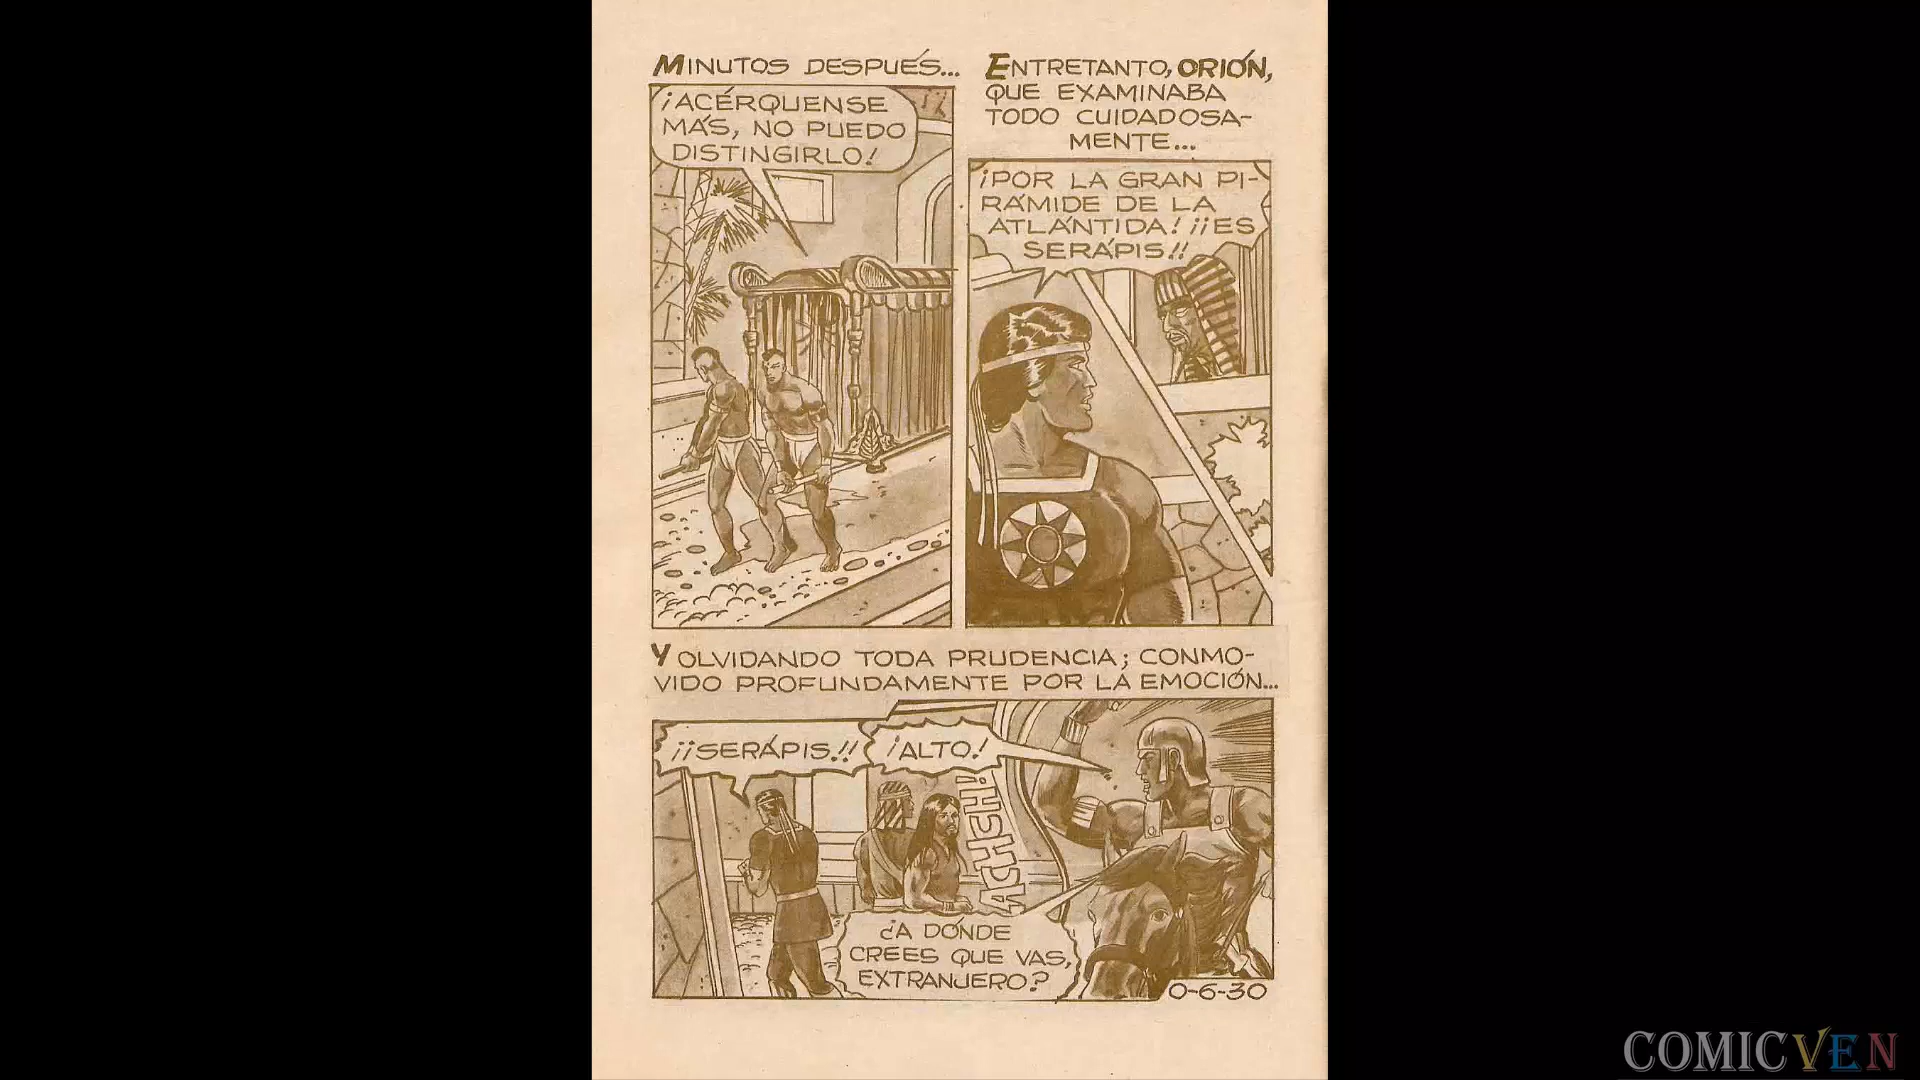 MINUTOS DESPUÉS...
¡ACÉRQUENSE
MÁS, NO PUEDO
DISTINGIRLO!
ENTRETANTO, ORIÓN,
QUE EXAMINABA
TODO CUIDADOSA-
MENTE...
¡POR LA GRAN PI-
RÁMIDE DE LA
ATLÁNTIDA! ¡¡ES
SERÁPIS!!
Y OLVIDANDO TODA PRUDENCIA; CONMO-
VIDO PROFUNDAMENTE POR LA EMOCIÓN...
¡¡SERÁPIS!!
¡ALTO!
ACHSHH!
¿A DÓNDE
CREES QUE VAS,
EXTRANJERO?
0-6-30
COMICVEN